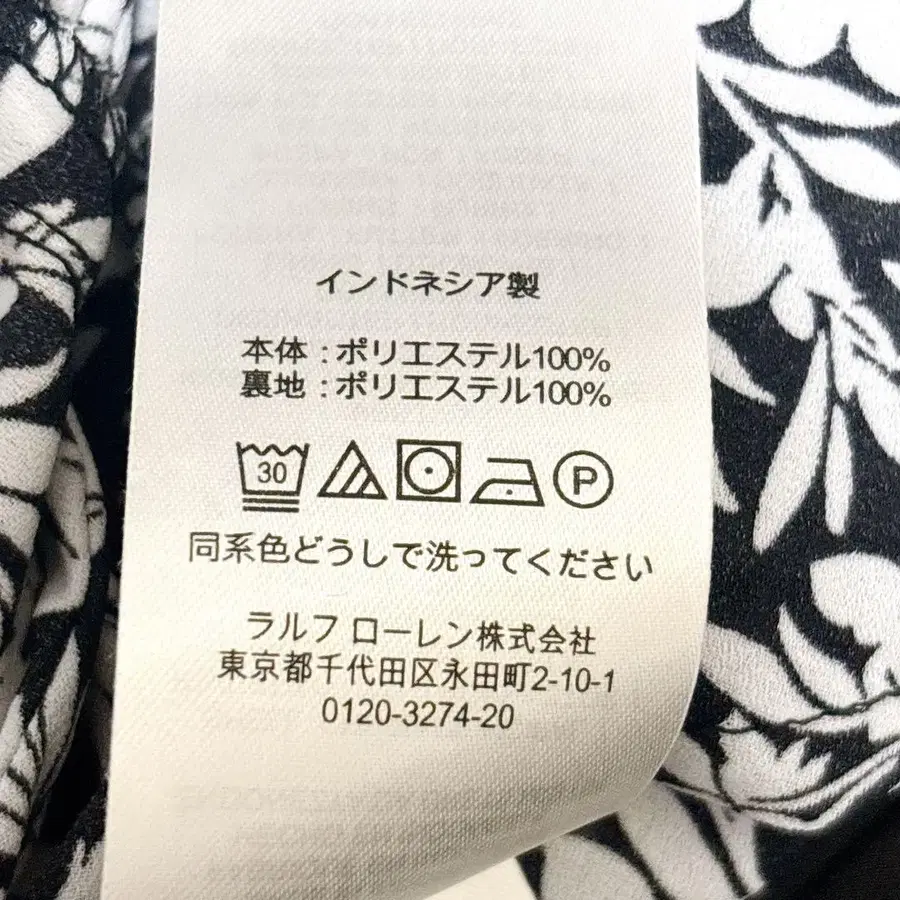 インドネシア製
本体:ポリエステル100%
裏地:ポリエステル100%
30 P
同系色どうしで洗ってください
ラルフ ローレン株式会社
東京都千代田区永田町2-10-1
0120-3274-20